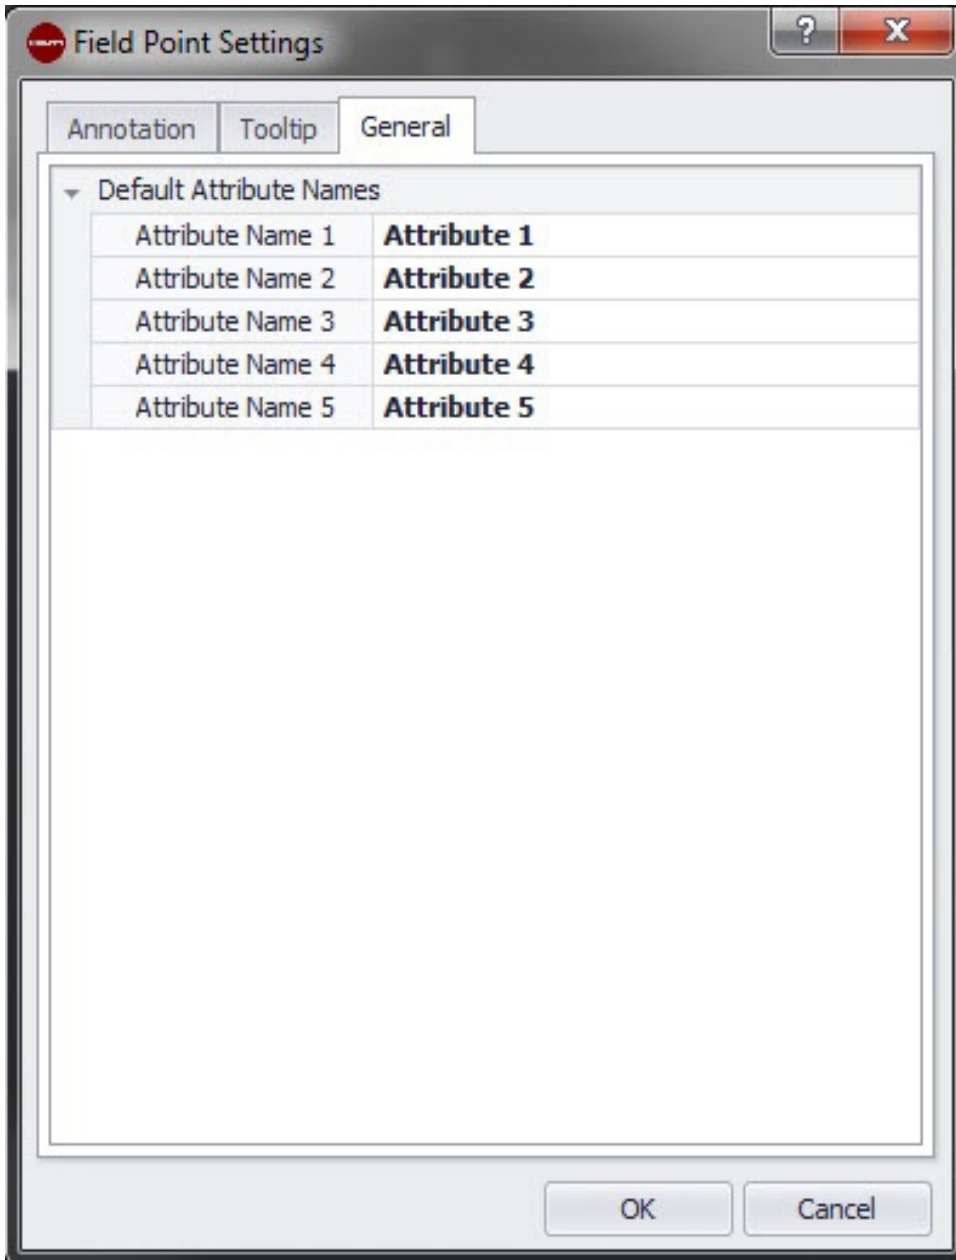 Field Point Settings ? X
Annotation Tooltip General
Default Attribute Names
Attribute Name 1 Attribute 1
Attribute Name 2 Attribute 2
Attribute Name 3 Attribute 3
Attribute Name 4 Attribute 4
Attribute Name 5 Attribute 5
OK Cancel